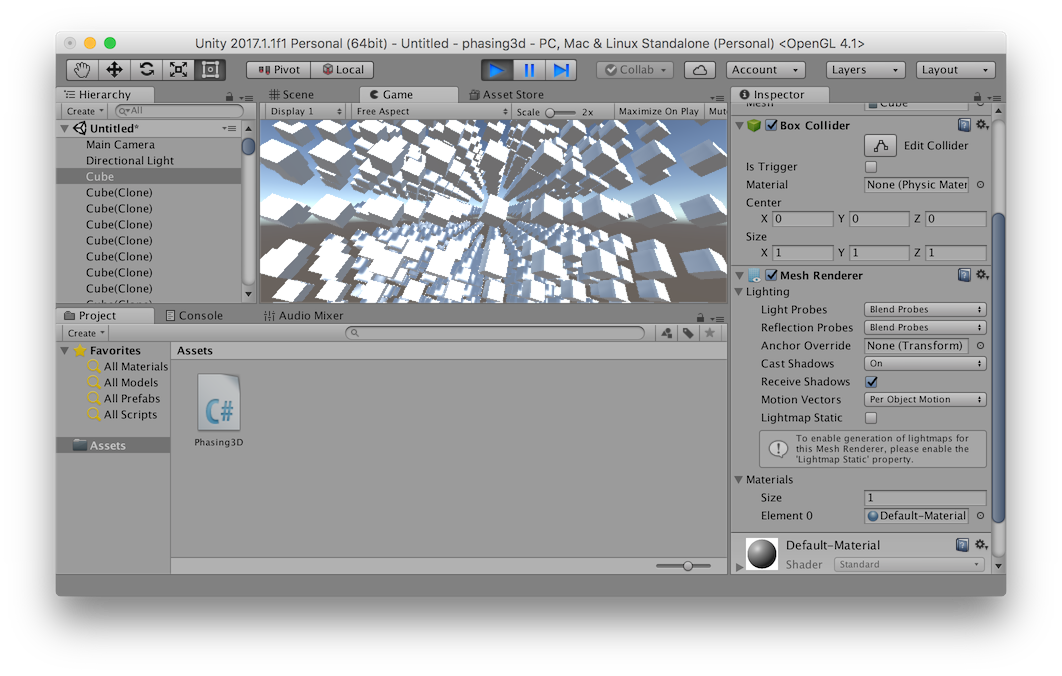 Unity 2017.1.1f1 Personal (64bit) - Untitled - phasing3d - PC, Mac & Linux Standalone (Personal) <OpenGL 4.1>
Pivot Local Collab Account Layers Layout
Hierarchy
Create All
Untitled*
Main Camera
Directional Light
Cube
Cube(Clone)
Cube(Clone)
Cube(Clone)
Cube(Clone)
Cube(Clone)
Cube(Clone)
Cube(Clone)
Cube(Clone)
Scene Game Asset Store
Display 1 Free Aspect Scale 2x Maximize On Play Mut
Inspector
Mesh Cube
Box Collider
Edit Collider
Is Trigger
Material None (Physic Mater
Center
X 0 Y 0 Z 0
Size
X 1 Y 1 Z 1
Mesh Renderer
Lighting
Light Probes Blend Probes
Reflection Probes Blend Probes
Anchor Override None (Transform)
Cast Shadows On
Receive Shadows
Motion Vectors Per Object Motion
Lightmap Static
To enable generation of lightmaps for
this Mesh Renderer, please enable the
'Lightmap Static' property.
Materials
Size 1
Element 0 Default-Material
Default-Material
Shader Standard
Project Console Audio Mixer
Create
Favorites
All Materials
All Models
All Prefabs
All Scripts
Assets
Assets
C#
Phasing3D